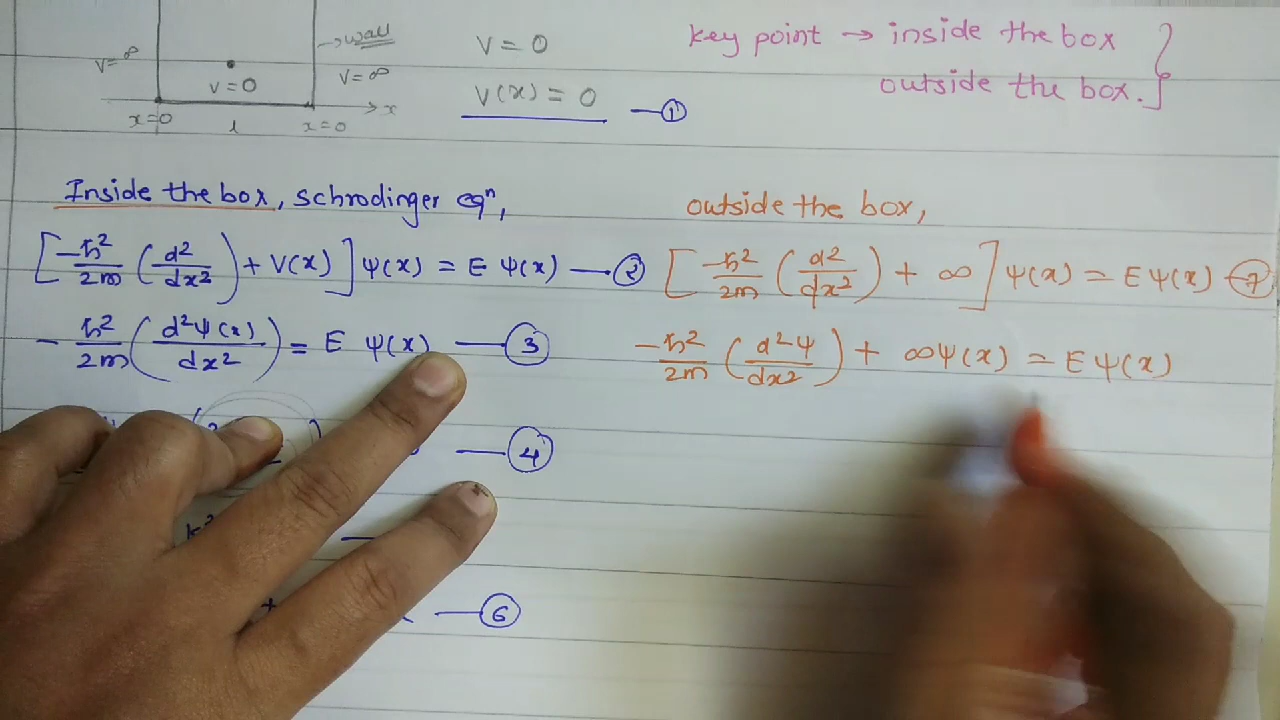 V=∞
V=0
→ wall
V=∞
x=0
l
x=0
x
V = 0
V(x) = 0 —①
key point → inside the box
outside the box.
Inside the box, schrodinger eqⁿ,
[-ℏ²/2m (d²/dx²) + V(x)] ψ(x) = E ψ(x) —②
-ℏ²/2m (d²ψ(x)/dx²) = E ψ(x) —③
—④
k²
—⑥
outside the box,
[-ℏ²/2m (d²/dx²) + ∞] ψ(x) = E ψ(x) —⑦
-ℏ²/2m (d²ψ/dx²) + ∞ψ(x) = E ψ(x)